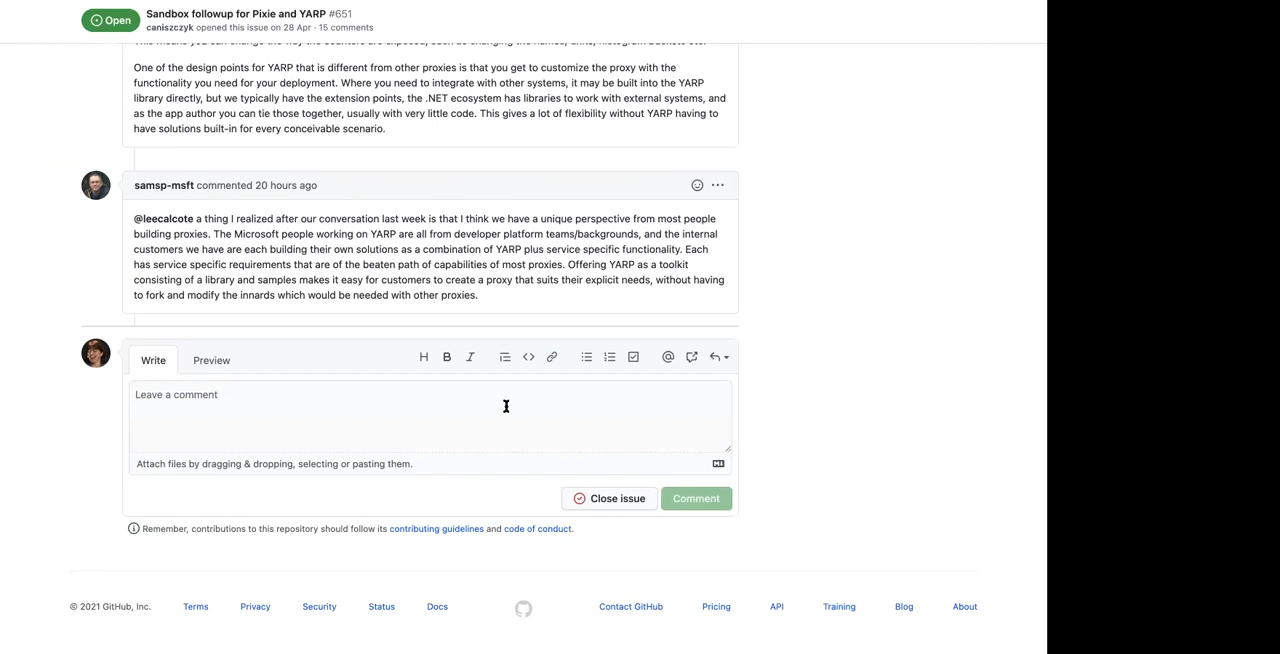 Open
Sandbox followup for Pixie and YARP #651
caniszczyk opened this issue on 28 Apr · 15 comments
One of the design points for YARP that is different from other proxies is that you get to customize the proxy with the
functionality you need for your deployment. Where you need to integrate with other systems, it may be built into the YARP
library directly, but we typically have the extension points, the .NET ecosystem has libraries to work with external systems, and
as the app author you can tie those together, usually with very little code. This gives a lot of flexibility without YARP having to
have solutions built-in for every conceivable scenario.
samsp-msft commented 20 hours ago
@leecalcote a thing I realized after our conversation last week is that I think we have a unique perspective from most people
building proxies. The Microsoft people working on YARP are all from developer platform teams/backgrounds, and the internal
customers we have are each building their own solutions as a combination of YARP plus service specific functionality. Each
has service specific requirements that are of the beaten path of capabilities of most proxies. Offering YARP as a toolkit
consisting of a library and samples makes it easy for customers to create a proxy that suits their explicit needs, without having
to fork and modify the innards which would be needed with other proxies.
Write Preview
Leave a comment
Attach files by dragging & dropping, selecting or pasting them.
Close issue Comment
Remember, contributions to this repository should follow its contributing guidelines and code of conduct.
© 2021 GitHub, Inc. Terms Privacy Security Status Docs Contact GitHub Pricing API Training Blog About